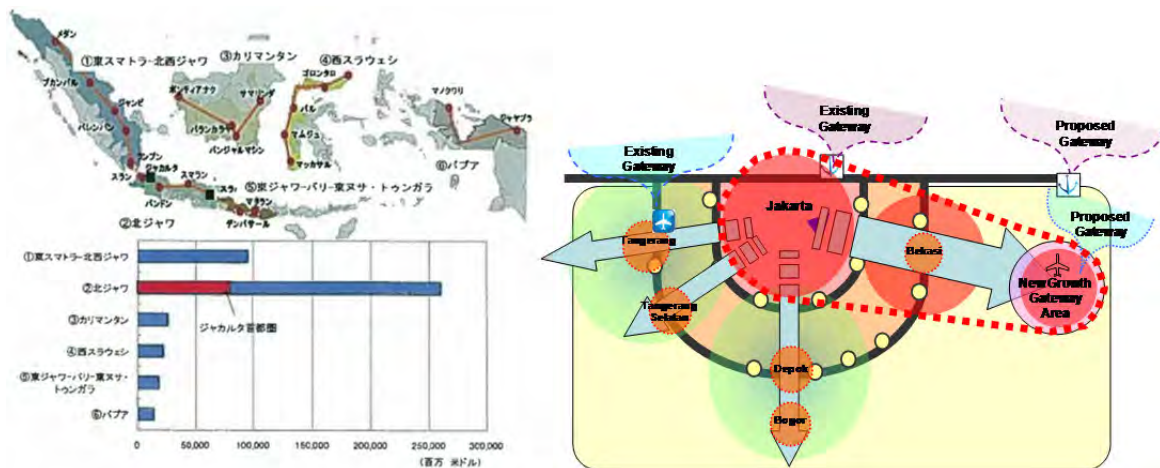 メダン
①東スマトラ-北西ジャワ
③カリマンタン
④西スラウェシ
ゴロンタロ
プカンバル
ポンティアナク
サマリンダ
マノクワリ
ジャンビ
パル
ジャヤプラ
パレンバン
パランカラヤ
マムジュ
バンジャルマシン
⑥パプア
ジャカルタ
マッカサル
スラン
スマラン
⑤東ジャワ-バリ-東ヌサ・トゥンガラ
バンドン
マタラン
②北ジャワ
デンパサール
①東スマトラ-北西ジャワ
②北ジャワ
ジャカルタ首都圏
③カリマンタン
④西スラウェシ
⑤東ジャワ-バリ-東ヌサ・
トゥンガラ
⑥パプア
0
50,000
100,000
150,000
200,000
250,000
300,000
(百万 米ドル)
Existing
Gateway
Proposed
Gateway
Existing
Gateway
Jakarta
Proposed
Gateway
Tangerang
Bekasi
New Growth
Gateway
Area
Tangerang
Selatan
Depok
Bogor